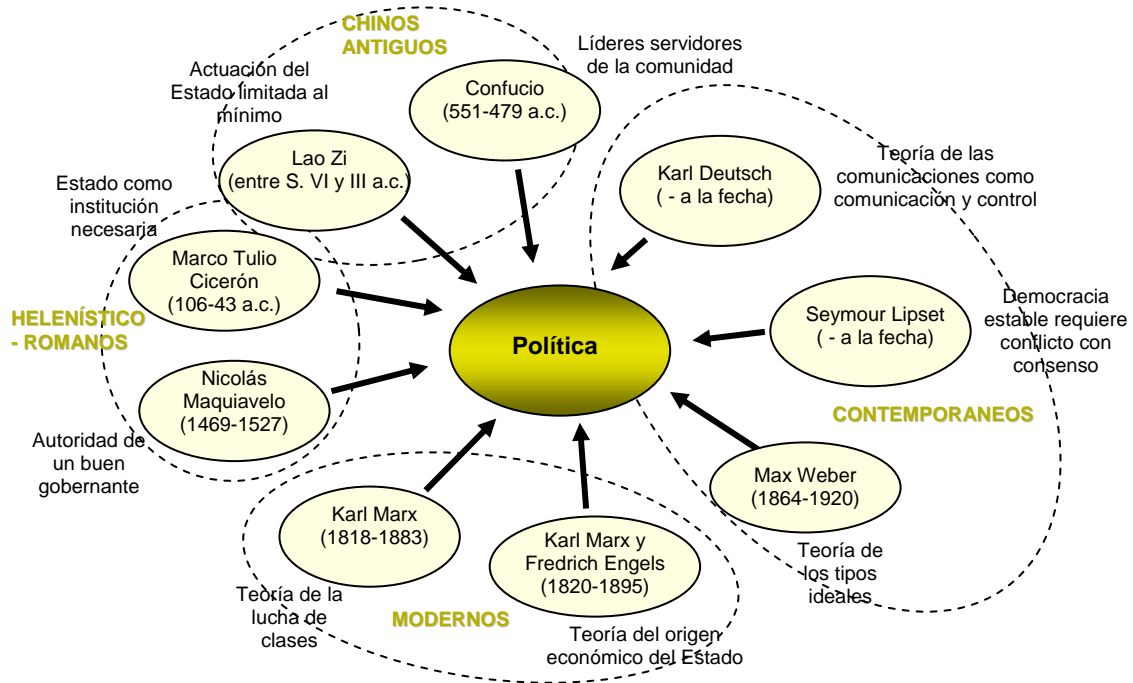 CHINOS
ANTIGUOS
Líderes servidores
de la comunidad
Actuación del
Estado limitada al
mínimo
Confucio
(551-479 a.c.)
Lao Zi
(entre S. VI y III a.c.
Karl Deutsch
( - a la fecha)
Teoría de las
comunicaciones como
comunicación y control
Estado como
institución
necesaria
Marco Tulio
Cicerón
(106-43 a.c.)
HELENÍSTICO
- ROMANOS
Política
Seymour Lipset
( - a la fecha)
Democracia
estable requiere
conflicto con
consenso
Nicolás
Maquiavelo
(1469-1527)
CONTEMPORANEOS
Autoridad de
un buen
gobernante
Max Weber
(1864-1920)
Karl Marx
(1818-1883)
Karl Marx y
Fredrich Engels
(1820-1895)
Teoría de
los tipos
ideales
Teoría de la
lucha de
clases
MODERNOS
Teoría del origen
económico del Estado